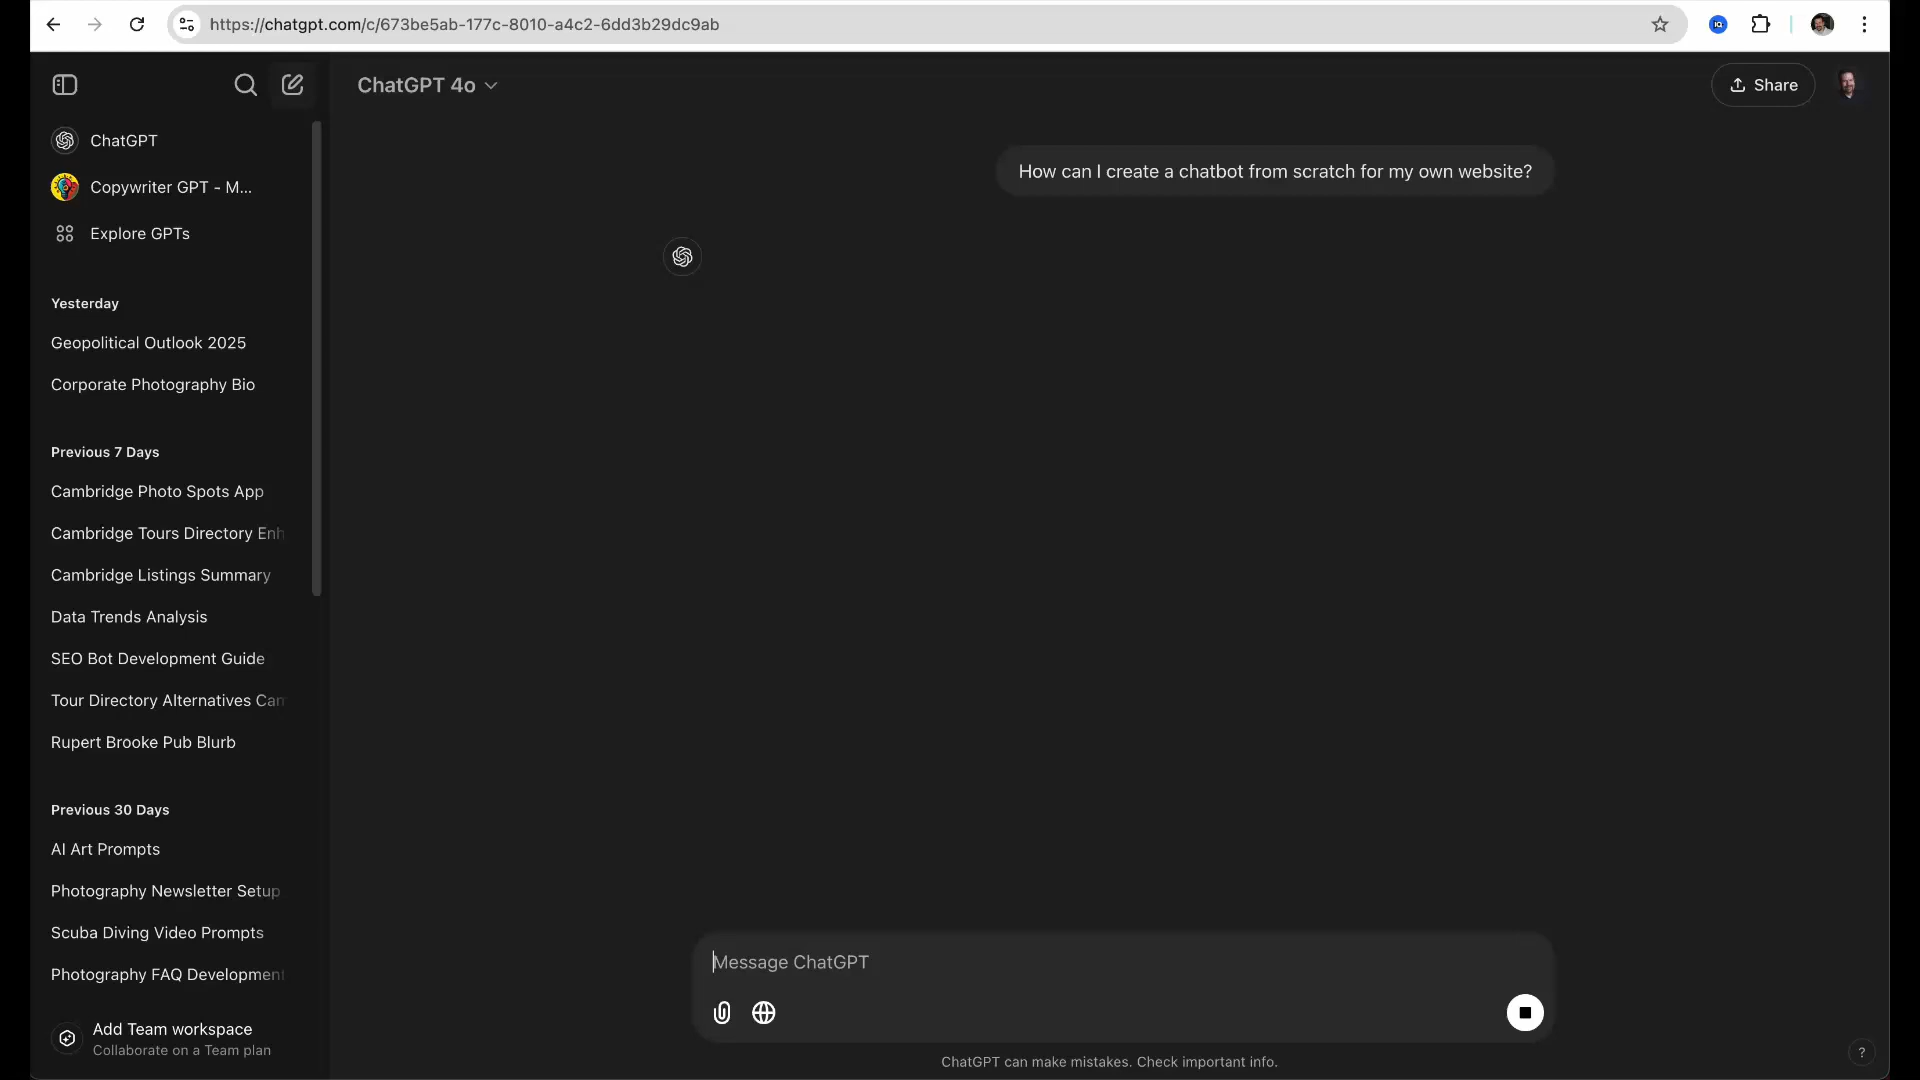 https://chatgpt.com/c/673be5ab-177c-8010-a4c2-6dd3b29dc9ab
ChatGPT 4o
Share
ChatGPT
Copywriter GPT - M...
Explore GPTs
Yesterday
Geopolitical Outlook 2025
Corporate Photography Bio
Previous 7 Days
Cambridge Photo Spots App
Cambridge Tours Directory Enh
Cambridge Listings Summary
Data Trends Analysis
SEO Bot Development Guide
Tour Directory Alternatives Cam
Rupert Brooke Pub Blurb
Previous 30 Days
AI Art Prompts
Photography Newsletter Setup
Scuba Diving Video Prompts
Photography FAQ Development
Add Team workspace
Collaborate on a Team plan
How can I create a chatbot from scratch for my own website?
Message ChatGPT
ChatGPT can make mistakes. Check important info.
?